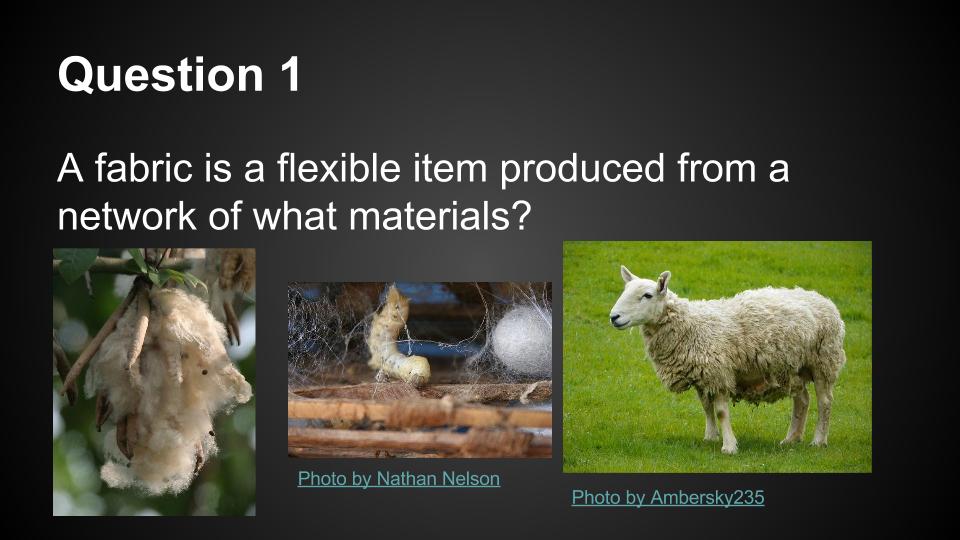 Question 1
A fabric is a flexible item produced from a
network of what materials?
Photo by Nathan Nelson
Photo by Ambersky235